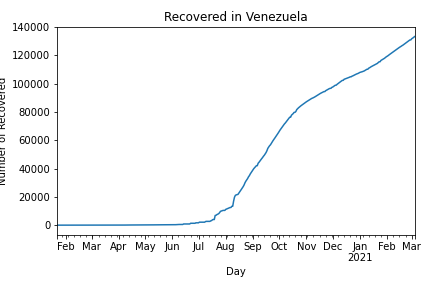 Recovered in Venezuela
Number of Recovered
140000
120000
100000
80000
60000
40000
20000
0
Feb Mar Apr May Jun Jul Aug Sep Oct Nov Dec Jan Feb Mar
2021
Day